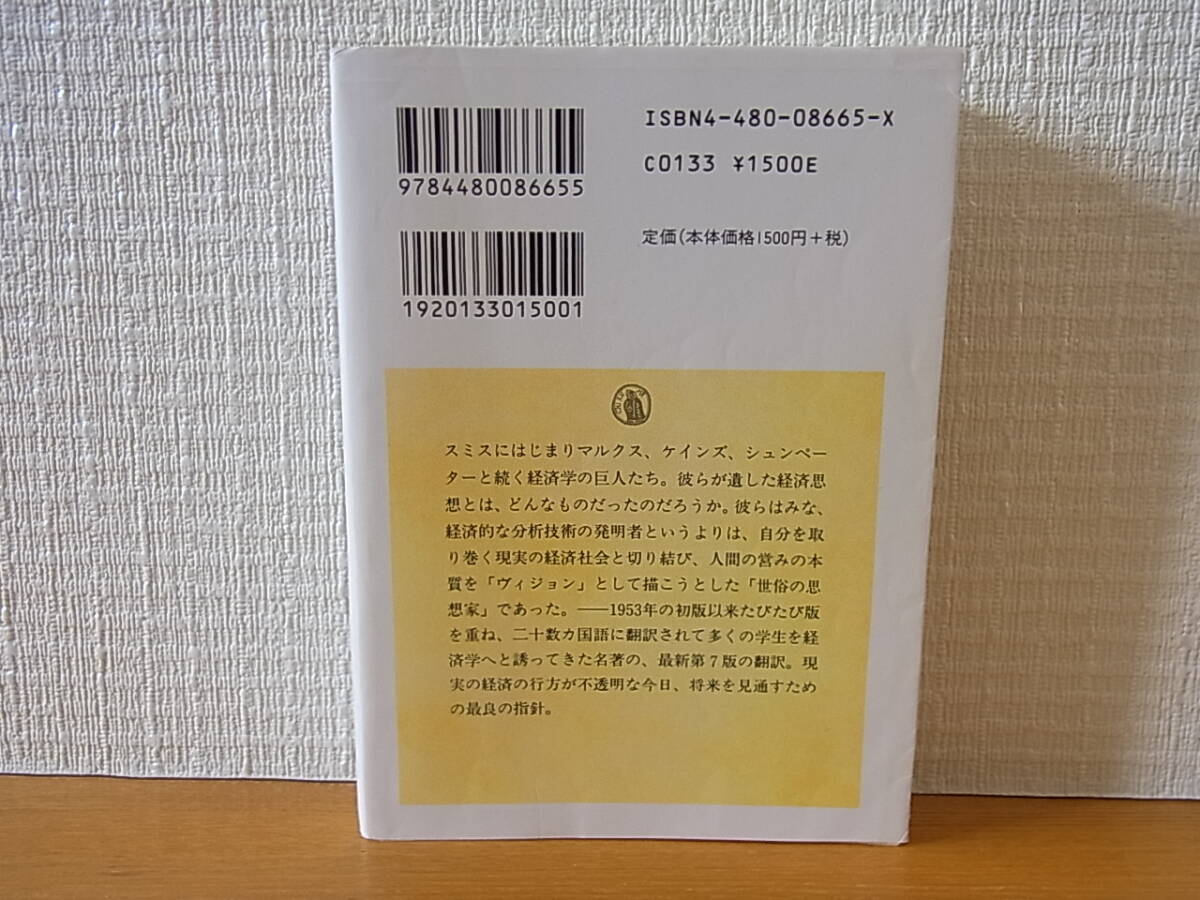 ISBN4-480-08665-X
C0133 ¥1500E
9784480086655
定価(本体価格1500円+税)
1920133015001
スミスにはじまりマルクス、ケインズ、シュンペー
ターと続く経済学の巨人たち。彼らが遺した経済思
想とは、どんなものだったのだろうか。彼らはみな、
経済的な分析技術の発明者というよりは、自分を取
り巻く現実の経済社会と切り結び、人間の営みの本
質を「ヴィジョン」として描こうとした「世俗の思
想家」であった。――1953年の初版以来たびたび版
を重ね、二十数カ国語に翻訳されて多くの学生を経
済学へと誘ってきた名著の、最新第7版の翻訳。現
実の経済の行方が不透明な今日、将来を見通すため
の最良の指針。